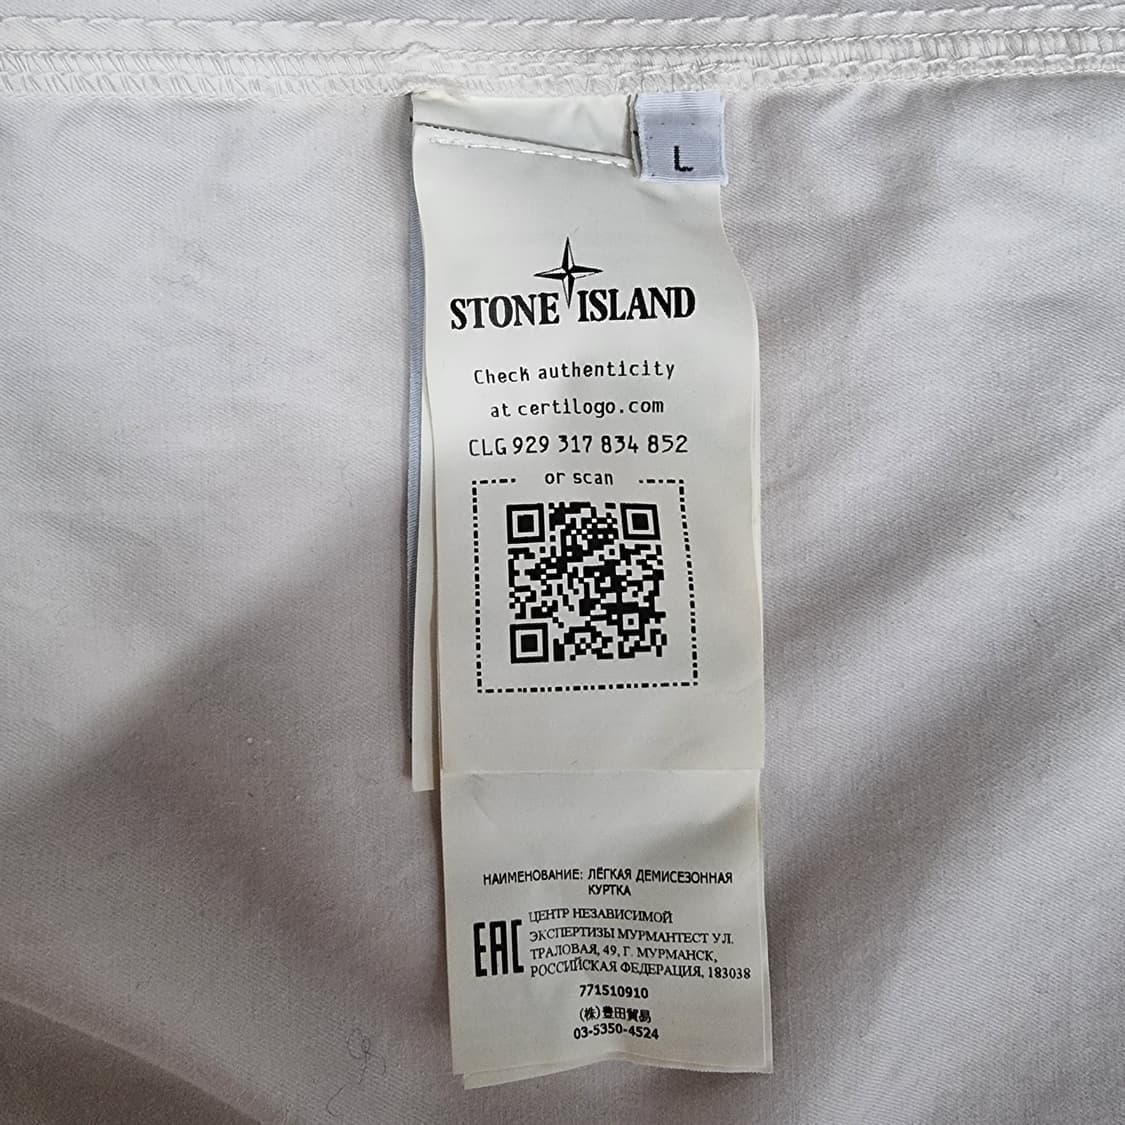 L
STONE ISLAND
Check authenticity
at certilogo.com
CLG 929 317 834 852
or scan
НАИМЕНОВАНИЕ: ЛЁГКАЯ ДЕМИСЕЗОННАЯ
КУРТКА
EAC
ЦЕНТР НЕЗАВИСИМОЙ
ЭКСПЕРТИЗЫ МУРМАНТЕСТ УЛ.
ТРАЛОВАЯ, 49, Г. МУРМАНСК,
РОССИЙСКАЯ ФЕДЕРАЦИЯ, 183038
771510910
(株)豊田貿易
03-5350-4524